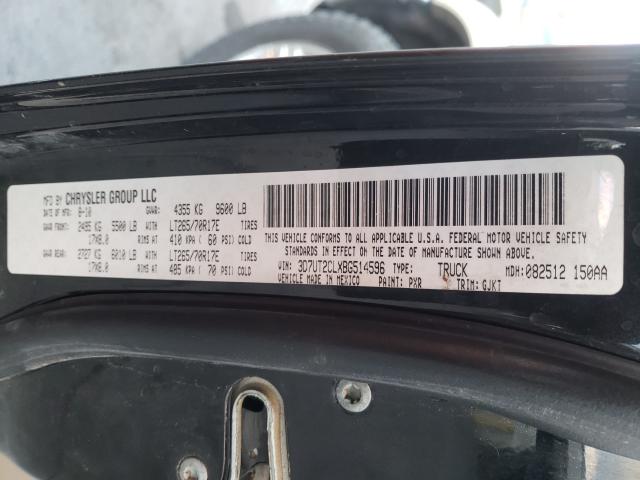 MFD BY CHRYSLER GROUP LLC
DATE OF MFR: 8-10 GVWR: 4355 KG 9600 LB
GAWR FRONT: 2495 KG 5500 LB WITH LT265/70R17E TIRES
17X8.0 RIMS AT 410 KPA ( 60 PSI) COLD
GAWR REAR: 2727 KG 6010 LB WITH LT265/70R17E TIRES
17X8.0 RIMS AT 485 KPA ( 70 PSI) COLD
THIS VEHICLE CONFORMS TO ALL APPLICABLE U.S.A. FEDERAL MOTOR VEHICLE SAFETY
STANDARDS IN EFFECT ON THE DATE OF MANUFACTURE SHOWN ABOVE.
VIN: 3D7UT2CLXBG514596 TYPE: TRUCK MDH: 082512 150AA
VEHICLE MADE IN MEXICO PAINT: PXR TRIM: GJKT